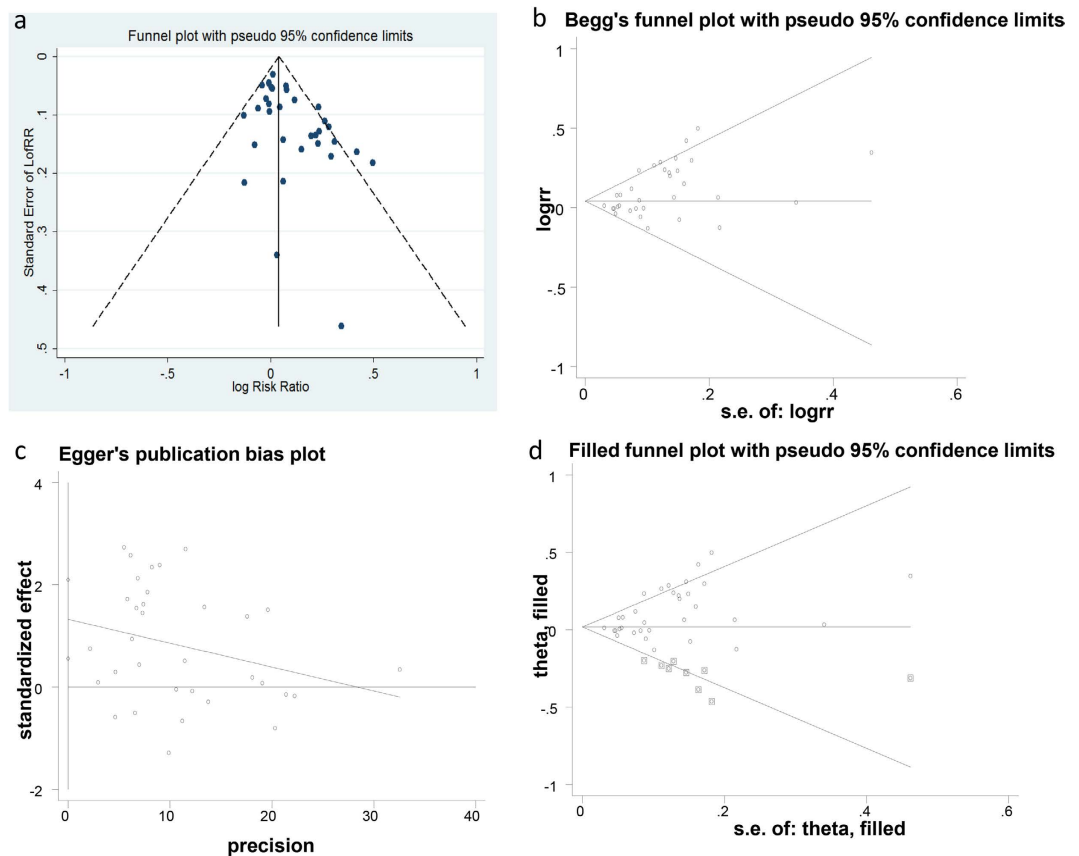 a
Funnel plot with pseudo 95% confidence limits
Standard Error of LofRR
0
.1
.2
.3
.4
.5
-1
-.5
0
.5
1
log Risk Ratio
b
Begg's funnel plot with pseudo 95% confidence limits
logrr
1
.5
0
-.5
-1
0
.2
.4
.6
s.e. of: logrr
c
Egger's publication bias plot
standardized effect
4
2
0
-2
0
10
20
30
40
precision
d
Filled funnel plot with pseudo 95% confidence limits
theta, filled
1
.5
0
-.5
-1
0
.2
.4
.6
s.e. of: theta, filled